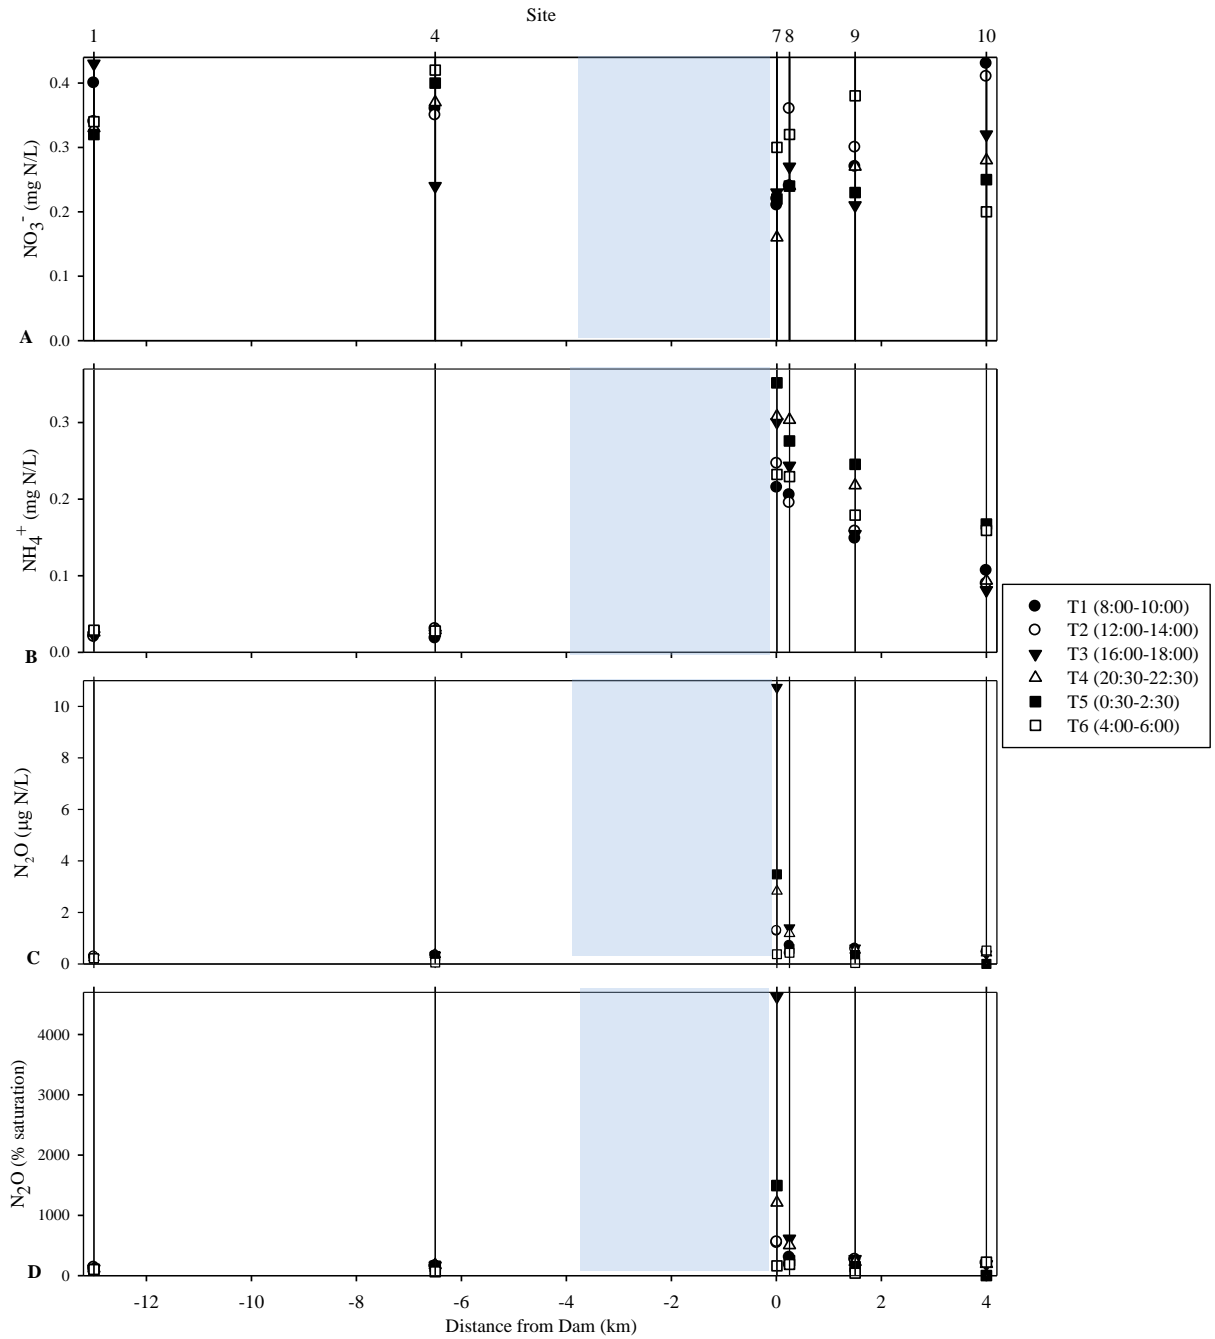 Site
1 4 7 8 9 10
NO₃⁻ (mg N/L)
0.4
0.3
0.2
0.1
0.0
A
NH₄⁺ (mg N/L)
0.3
0.2
0.1
0.0
B
T1 (8:00-10:00)
T2 (12:00-14:00)
T3 (16:00-18:00)
T4 (20:30-22:30)
T5 (0:30-2:30)
T6 (4:00-6:00)
N₂O (µg N/L)
10
8
6
4
2
0
C
N₂O (% saturation)
4000
3000
2000
1000
0
D
-12 -10 -8 -6 -4 -2 0 2 4
Distance from Dam (km)